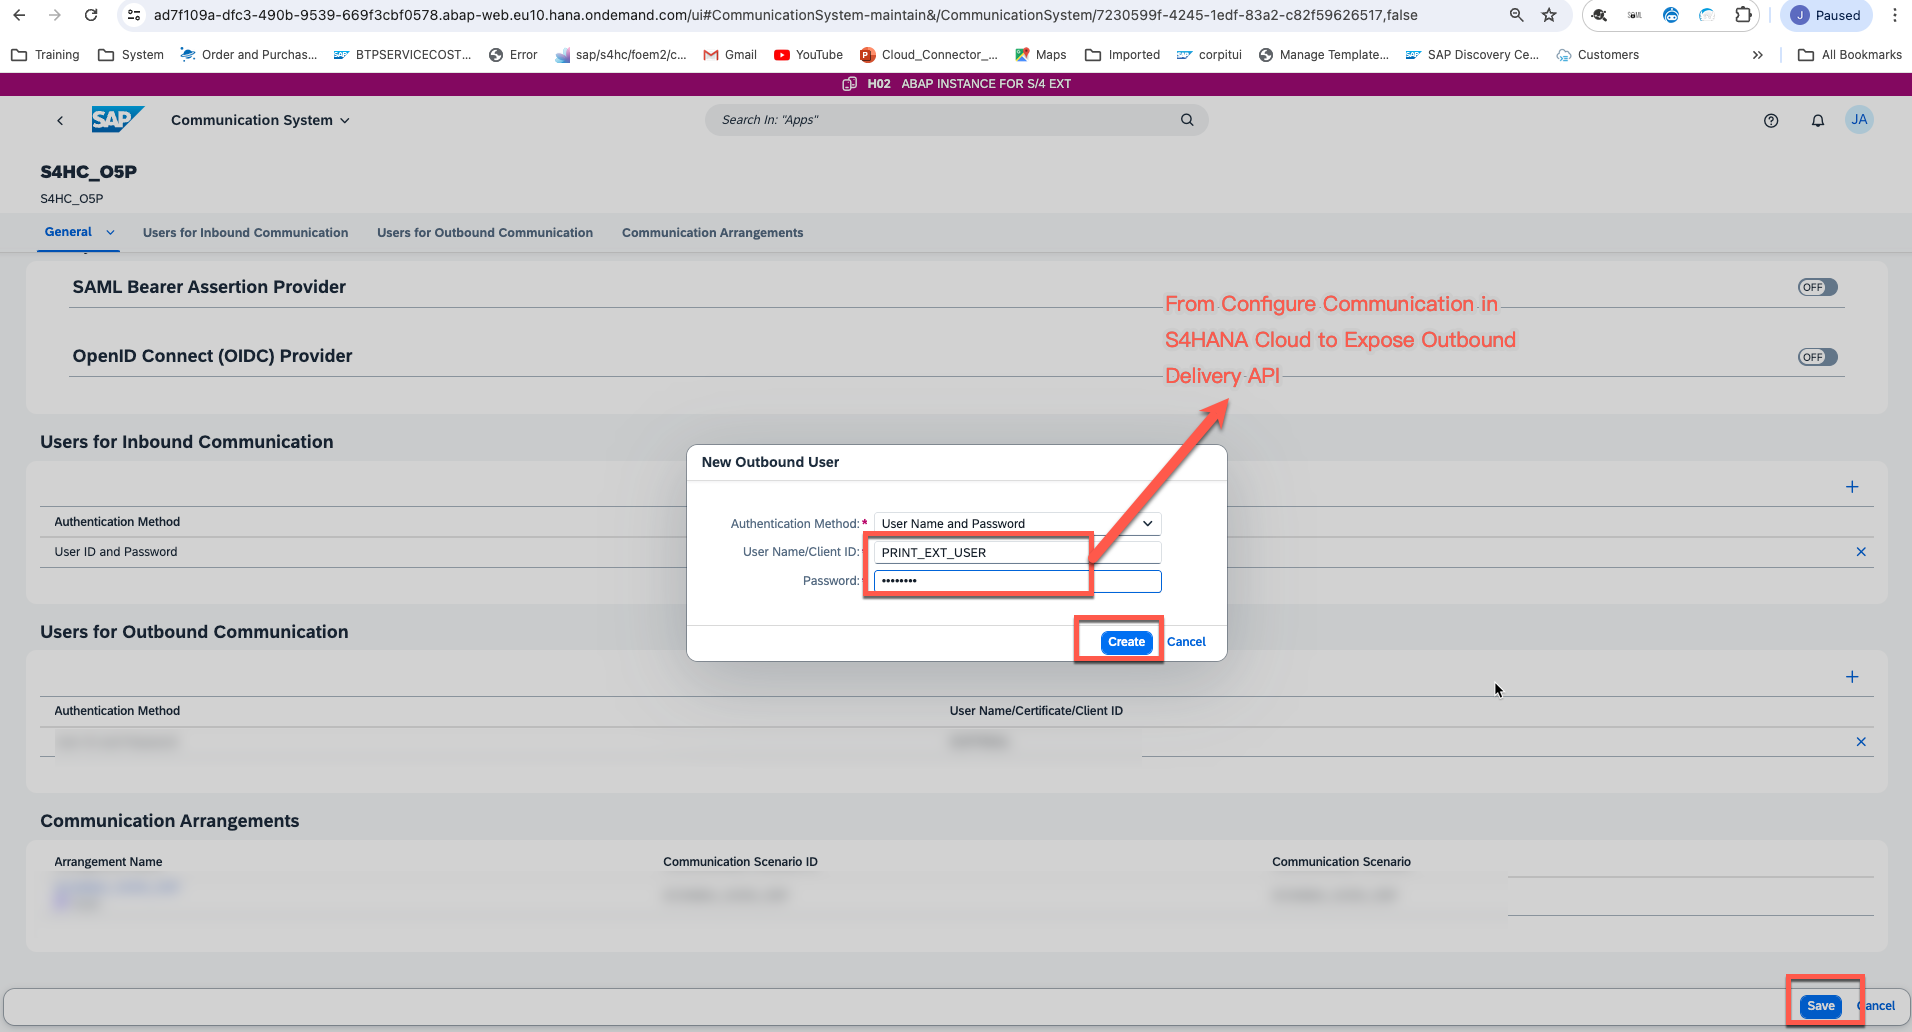 ad7f109a-dfc3-490b-9539-669f3cbf0578.abap-web.eu10.hana.ondemand.com/ui#CommunicationSystem-maintain&/CommunicationSystem/7230599f-4245-1edf-83a2-c82f59626517,false
J Paused
Training System Order and Purchas... SAP BTPSERVICECOST... Error sap/s4hc/foem2/c... Gmail YouTube Cloud_Connector_... Maps Imported SAP corpitui Manage Template... SAP SAP Discovery Ce... Customers » All Bookmarks
H02 ABAP INSTANCE FOR S/4 EXT
SAP Communication System Search In: "Apps" JA
S4HC_O5P
S4HC_O5P
General Users for Inbound Communication Users for Outbound Communication Communication Arrangements
SAML Bearer Assertion Provider OFF
From Configure Communication in
S4HANA Cloud to Expose Outbound
Delivery API
OpenID Connect (OIDC) Provider OFF
Users for Inbound Communication
Authentication Method
User ID and Password
New Outbound User
Authentication Method:* User Name and Password
User Name/Client ID: PRINT_EXT_USER
Password: ••••••••
Create Cancel
Users for Outbound Communication
Authentication Method User Name/Certificate/Client ID
Communication Arrangements
Arrangement Name Communication Scenario ID Communication Scenario
Save Cancel